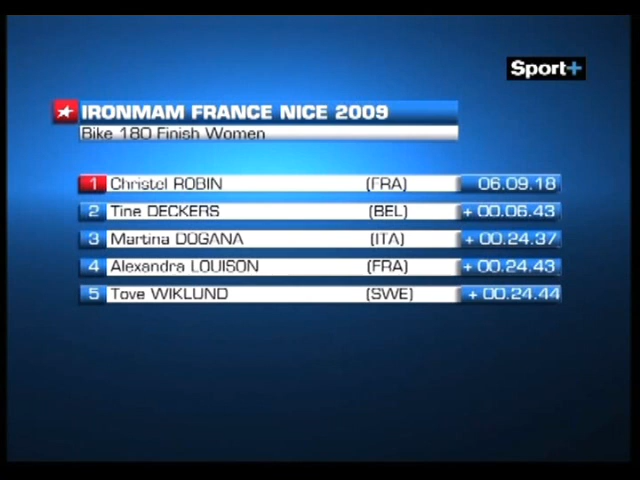 Sport+
IRONMAM FRANCE NICE 2009
Bike 180 Finish Women
1 Christel ROBIN (FRA) 06.09.18
2 Tine DECKERS (BEL) + 00.06.43
3 Martina DOGANA (ITA) + 00.24.37
4 Alexandra LOUISON (FRA) + 00.24.43
5 Tove WIKLUND (SWE) + 00.24.44